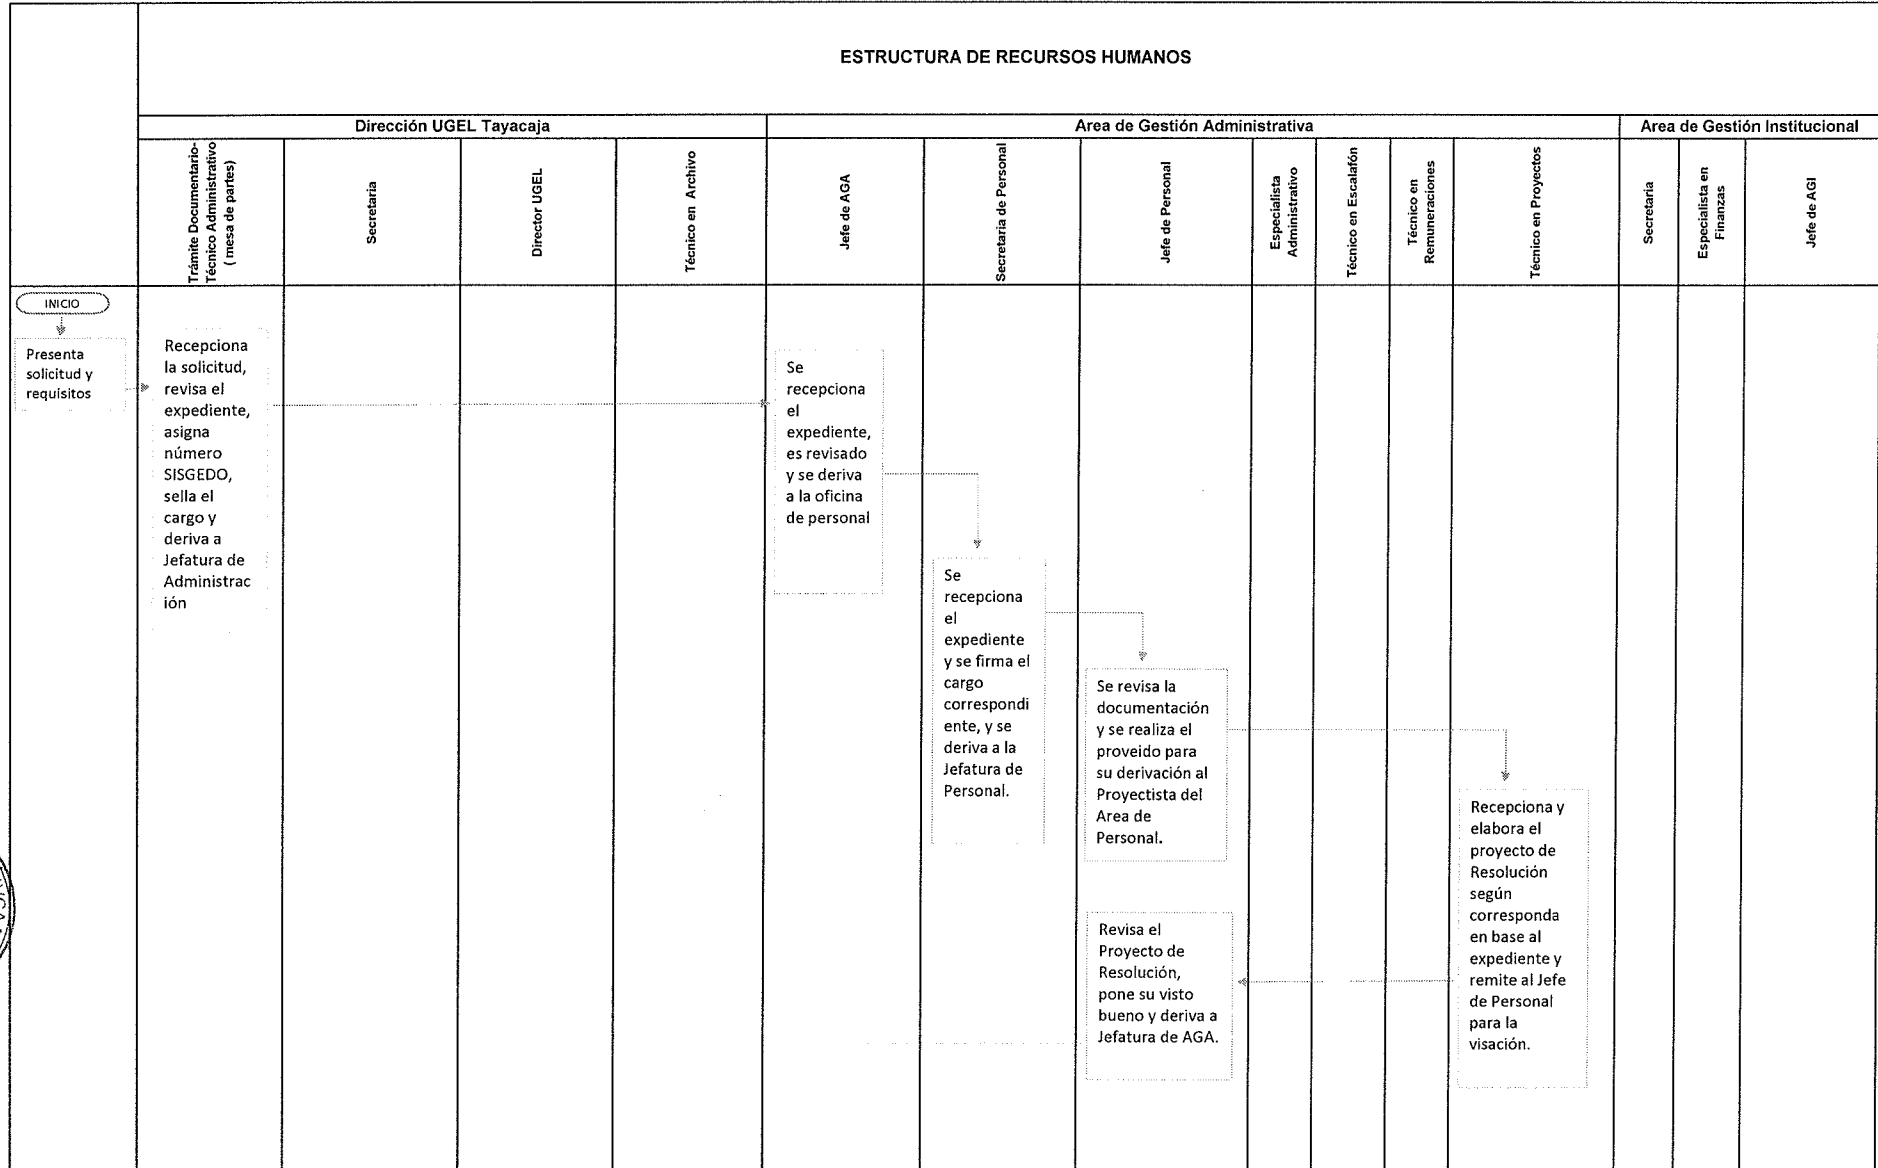 ESTRUCTURA DE RECURSOS HUMANOS
Dirección UGEL Tayacaja
Area de Gestión Administrativa
Area de Gestión Institucional
Trámite Documentario-
Técnico Administrativo
( mesa de partes)
Secretaria
Director UGEL
Técnico en Archivo
Jefe de AGA
Secretaria de Personal
Jefe de Personal
Especialista
Administrativo
Técnico en Escalafón
Técnico en
Remuneraciones
Técnico en Proyectos
Secretaria
Especialista en
Finanzas
Jefe de AGI
INICIO
Presenta
solicitud y
requisitos
Recepciona
la solicitud,
revisa el
expediente,
asigna
número
SISGEDO,
sella el
cargo y
deriva a
Jefatura de
Administrac
ión
Se
recepciona
el
expediente,
es revisado
y se deriva
a la oficina
de personal
Se
recepciona
el
expediente
y se firma el
cargo
correspondi
ente, y se
deriva a la
Jefatura de
Personal.
Se revisa la
documentación
y se realiza el
proveido para
su derivación al
Proyectista del
Area de
Personal.
Recepciona y
elabora el
proyecto de
Resolución
según
corresponda
en base al
expediente y
remite al Jefe
de Personal
para la
visación.
Revisa el
Proyecto de
Resolución,
pone su visto
bueno y deriva a
Jefatura de AGA.